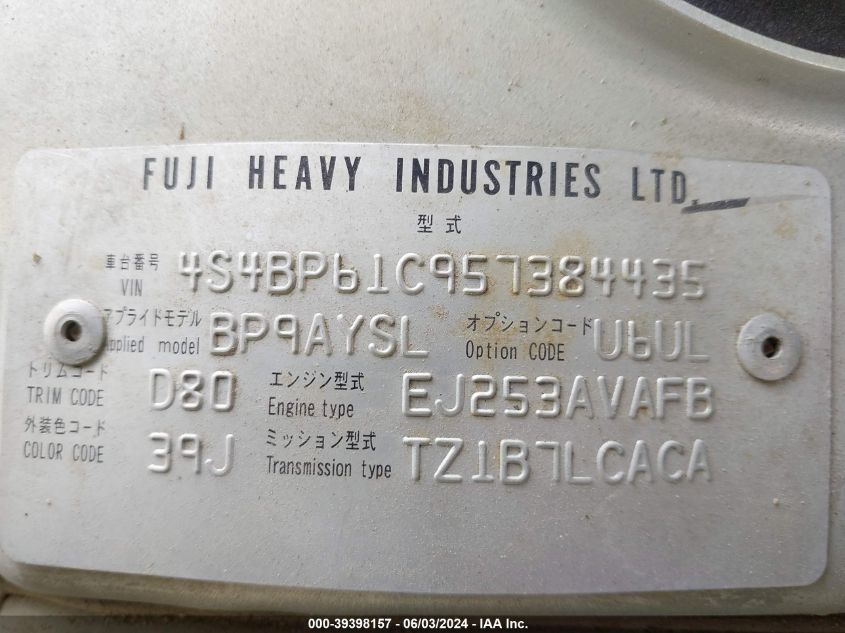 FUJI HEAVY INDUSTRIES LTD.
型式
車台番号 VIN 4S4BP61C957384435
アプライドモデル Applied model BP9AYSL オプションコード Option CODE U6UL
トリムコード TRIM CODE D80 エンジン型式 Engine type EJ253AVAFB
外装色コード COLOR CODE 39J ミッション型式 Transmission type TZ1B7LCACA
000-39398157 - 06/03/2024 - IAA Inc.